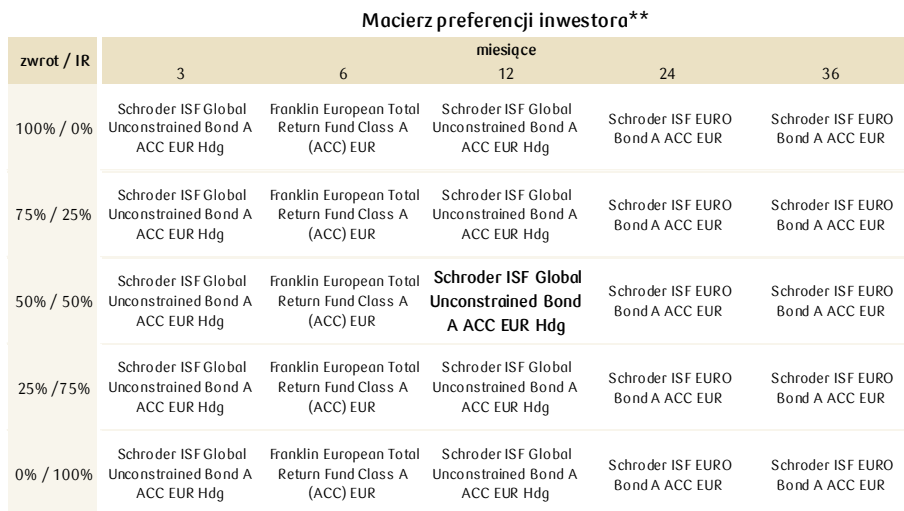 Macierz preferencji inwestora**
zwrot / IR
miesiące
3 6 12 24 36
100% / 0%
Schroder ISF Global
Unconstrained Bond A
ACC EUR Hdg
Franklin European Total
Return Fund Class A
(ACC) EUR
Schroder ISF Global
Unconstrained Bond A
ACC EUR Hdg
Schroder ISF EURO
Bond A ACC EUR
Schroder ISF EURO
Bond A ACC EUR
75% / 25%
Schroder ISF Global
Unconstrained Bond A
ACC EUR Hdg
Franklin European Total
Return Fund Class A
(ACC) EUR
Schroder ISF Global
Unconstrained Bond A
ACC EUR Hdg
Schroder ISF EURO
Bond A ACC EUR
Schroder ISF EURO
Bond A ACC EUR
50% / 50%
Schroder ISF Global
Unconstrained Bond A
ACC EUR Hdg
Franklin European Total
Return Fund Class A
(ACC) EUR
Schroder ISF Global
Unconstrained Bond
A ACC EUR Hdg
Schroder ISF EURO
Bond A ACC EUR
Schroder ISF EURO
Bond A ACC EUR
25% /75%
Schroder ISF Global
Unconstrained Bond A
ACC EUR Hdg
Franklin European Total
Return Fund Class A
(ACC) EUR
Schroder ISF Global
Unconstrained Bond A
ACC EUR Hdg
Schroder ISF EURO
Bond A ACC EUR
Schroder ISF EURO
Bond A ACC EUR
0% / 100%
Schroder ISF Global
Unconstrained Bond A
ACC EUR Hdg
Franklin European Total
Return Fund Class A
(ACC) EUR
Schroder ISF Global
Unconstrained Bond A
ACC EUR Hdg
Schroder ISF EURO
Bond A ACC EUR
Schroder ISF EURO
Bond A ACC EUR